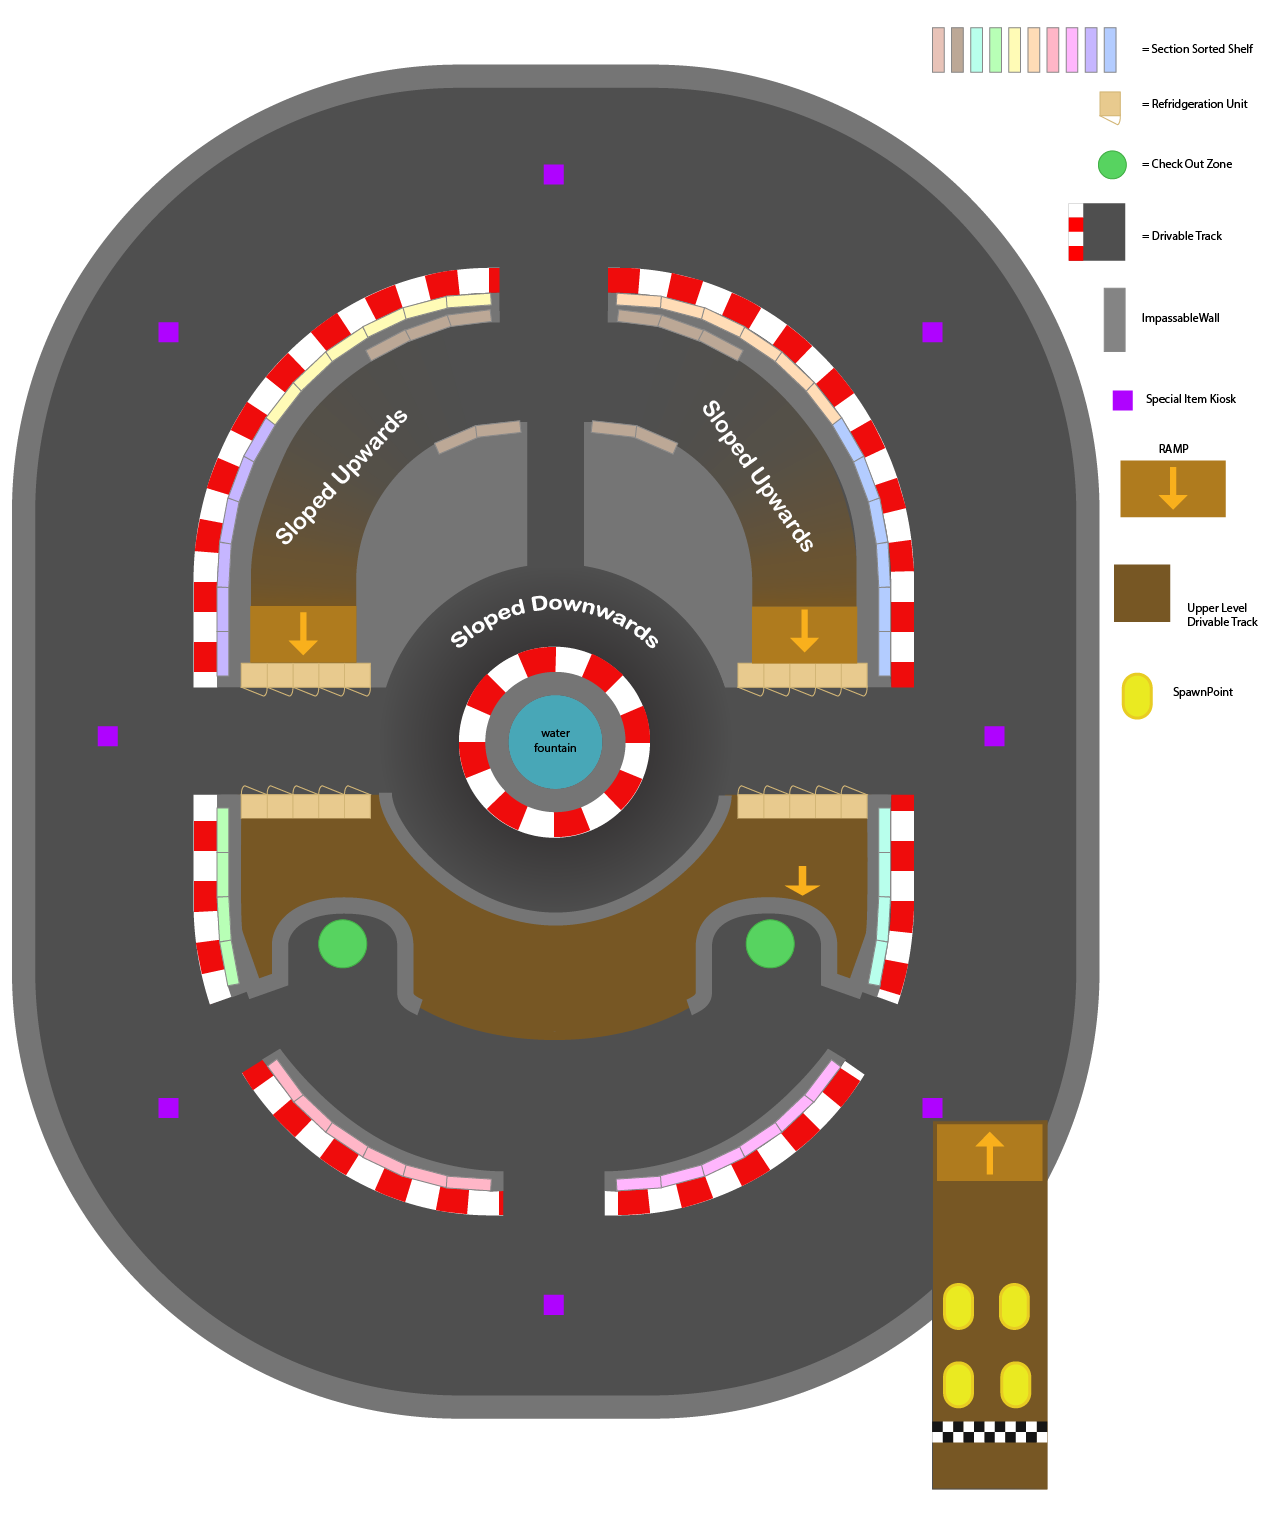 = Section Sorted Shelf
= Refridgeration Unit
= Check Out Zone
= Drivable Track
ImpassableWall
Special Item Kiosk
RAMP
Upper Level
Drivable Track
SpawnPoint
Sloped Upwards
Sloped Upwards
Sloped Downwards
water
fountain